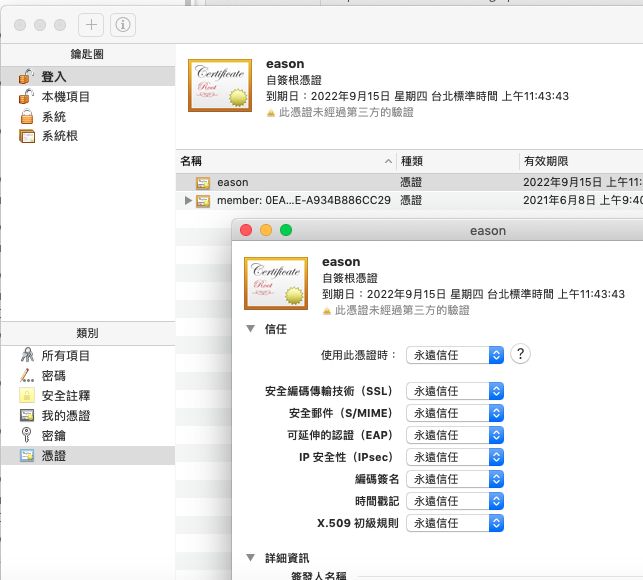 鑰匙圈
登入
本機項目
系統
系統根
Certificate
Root
eason
自簽根憑證
到期日：2022年9月15日 星期四 台北標準時間 上午11:43:43
此憑證未經過第三方的驗證
名稱 種類 有效期限
eason 憑證 2022年9月15日 上午11:
member: 0EA...E-A934B886CC29 憑證 2021年6月8日 上午9:40
eason
Certificate
Root
eason
自簽根憑證
到期日：2022年9月15日 星期四 台北標準時間 上午11:43:43
此憑證未經過第三方的驗證
信任
使用此憑證時： 永遠信任 ?
安全編碼傳輸技術（SSL） 永遠信任
安全郵件（S/MIME） 永遠信任
可延伸的認證（EAP） 永遠信任
IP 安全性（IPsec） 永遠信任
編碼簽名 永遠信任
時間戳記 永遠信任
X.509 初級規則 永遠信任
詳細資訊
簽發人名稱
類別
所有項目
密碼
安全註釋
我的憑證
密鑰
憑證